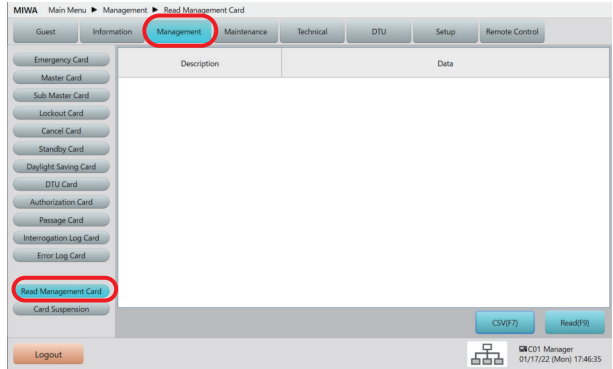 MIWA Main Menu ▶ Management ▶ Read Management Card
Guest Information Management Maintenance Technical DTU Setup Remote Control
Emergency Card
Master Card
Sub Master Card
Lockout Card
Cancel Card
Standby Card
Daylight Saving Card
DTU Card
Authorization Card
Passage Card
Interrogation Log Card
Error Log Card
Read Management Card
Card Suspension
Description Data
CSV(F7) Read(F9)
Logout
C01 Manager
01/17/22 (Mon) 17:46:35